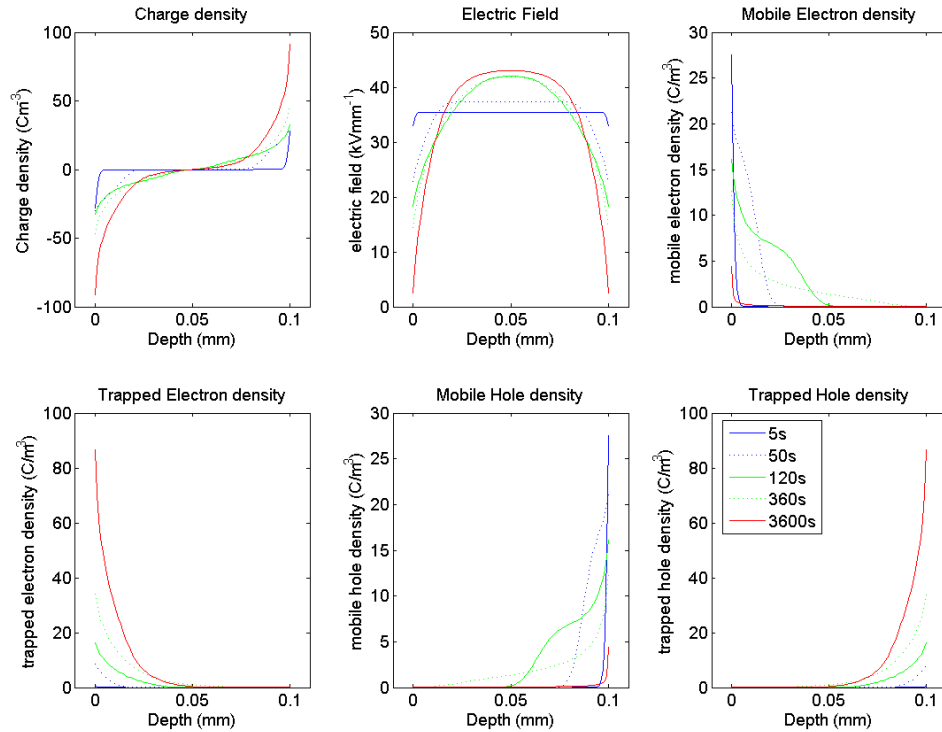 Charge density
Electric Field
Mobile Electron density
Charge density (Cm-3)
100
50
0
-50
-100
0
0.05
0.1
Depth (mm)
electric field (kVmm-1)
50
40
30
20
10
0
0
0.05
0.1
Depth (mm)
mobile electron density (C/m3)
30
25
20
15
10
5
0
0
0.05
0.1
Depth (mm)
Trapped Electron density
Mobile Hole density
Trapped Hole density
trapped electron density (C/m3)
100
80
60
40
20
0
0
0.05
0.1
Depth (mm)
mobile hole density (C/m3)
30
25
20
15
10
5
0
0
0.05
0.1
Depth (mm)
trapped hole density (C/m3)
100
80
60
40
20
0
0
0.05
0.1
Depth (mm)
5s
50s
120s
360s
3600s